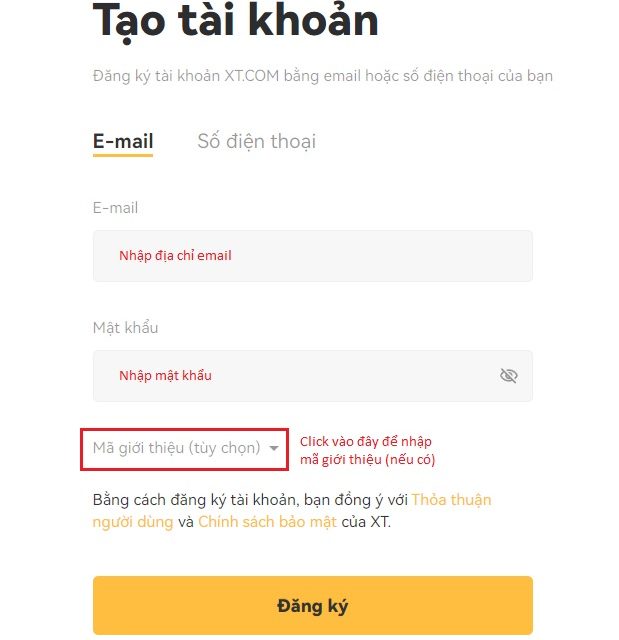 Tạo tài khoản
Đăng ký tài khoản XT.COM bằng email hoặc số điện thoại của bạn
E-mail
Số điện thoại
E-mail
Nhập địa chỉ email
Mật khẩu
Nhập mật khẩu
Mã giới thiệu (tùy chọn)
Click vào đây để nhập
mã giới thiệu (nếu có)
Bằng cách đăng ký tài khoản, bạn đồng ý với Thỏa thuận
người dùng và Chính sách bảo mật của XT.
Đăng ký